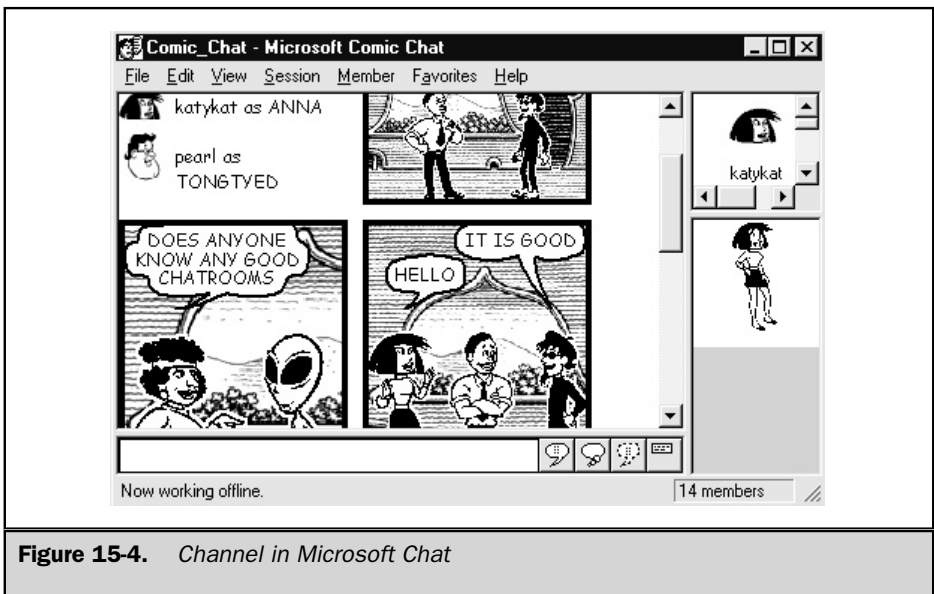 Comic_Chat - Microsoft Comic Chat
File Edit View Session Member Favorites Help
katykat as ANNA
pearl as
TONGTYED
DOES ANYONE
KNOW ANY GOOD
CHATROOMS
HELLO
IT IS GOOD
katykat
Now working offline.
14 members
Figure 15-4. Channel in Microsoft Chat